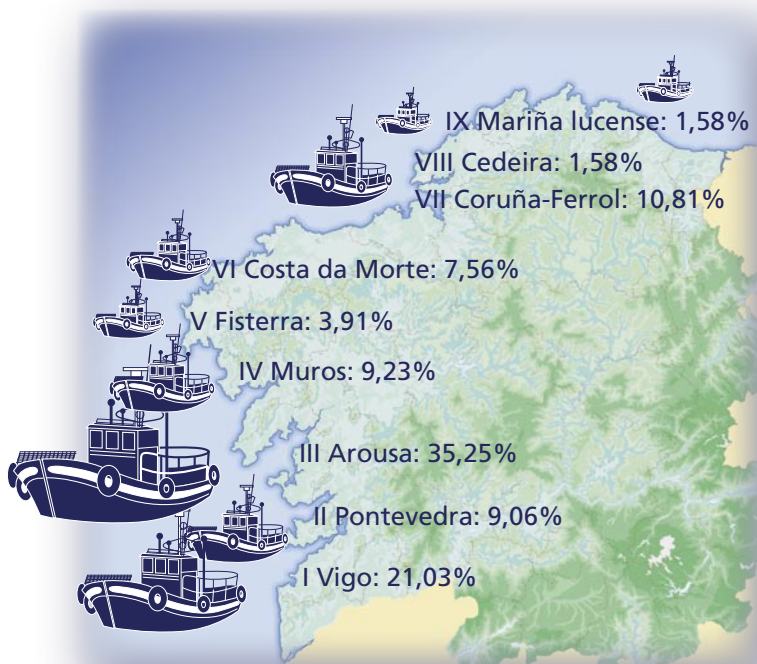 IX Mariña lucense: 1,58%
VIII Cedeira: 1,58%
VII Coruña-Ferrol: 10,81%
VI Costa da Morte: 7,56%
V Fisterra: 3,91%
IV Muros: 9,23%
III Arousa: 35,25%
II Pontevedra: 9,06%
I Vigo: 21,03%